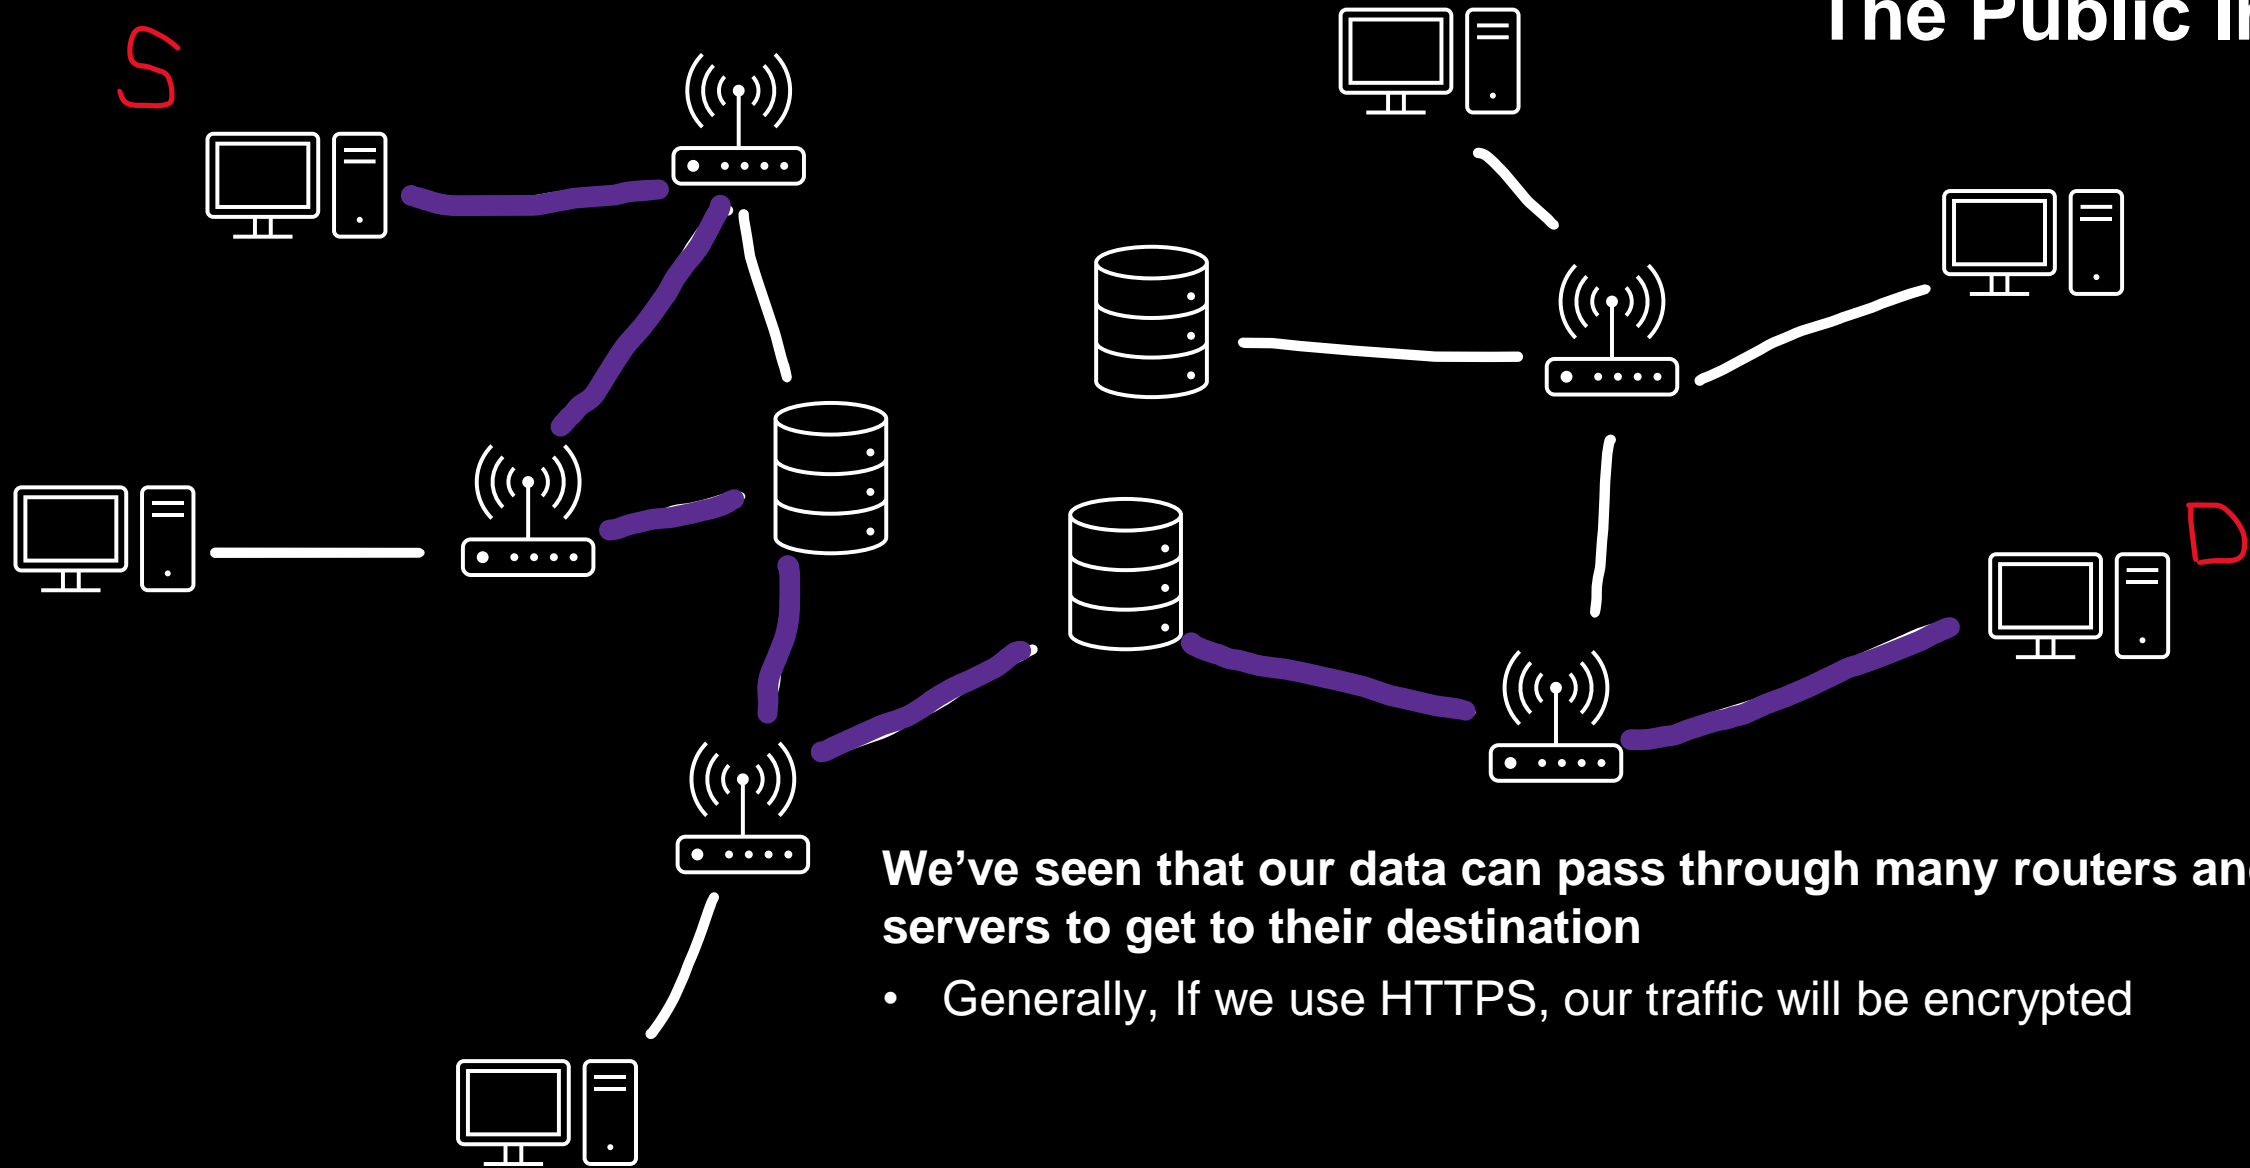 The Public I
S
D
We’ve seen that our data can pass through many routers an
servers to get to their destination
• Generally, If we use HTTPS, our traffic will be encrypted